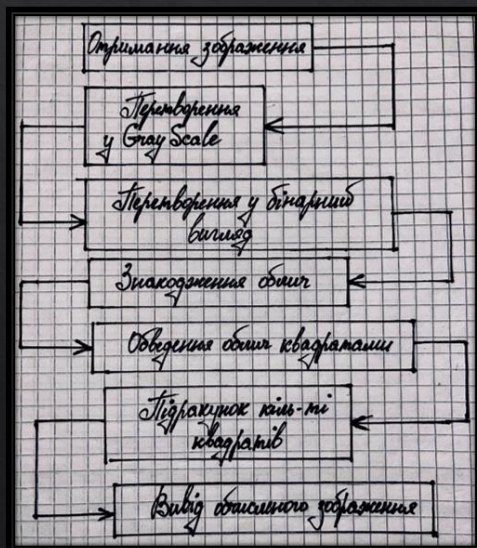 Отримання зображення
Перетворення
у Gray Scale
Перетворення у бінарний
вигляд
Знаходження облич
Обведення облич квадратами
Підрахунок кіль-ті
квадратів
Вивід обчисленого зображення